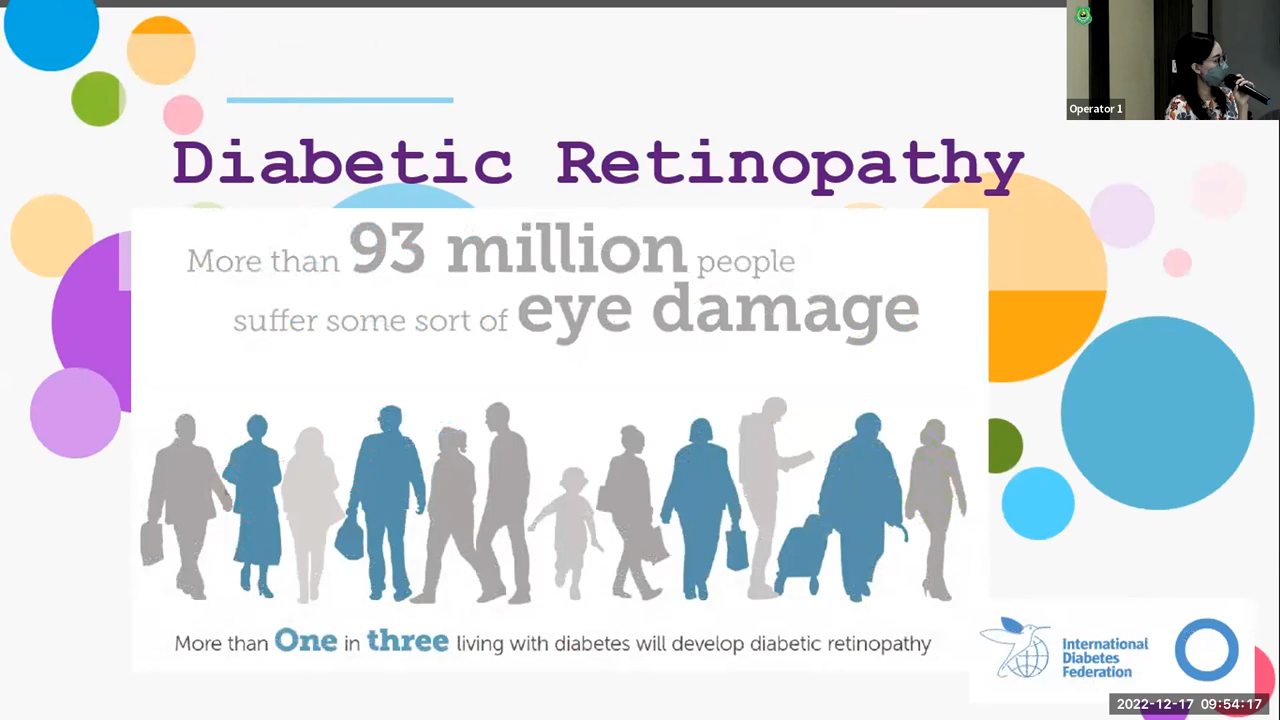 Operator 1
Diabetic Retinopathy
More than 93 million people
suffer some sort of eye damage
More than One in three living with diabetes will develop diabetic retinopathy
International
Diabetes
Federation
2022-12-17 09:54:17